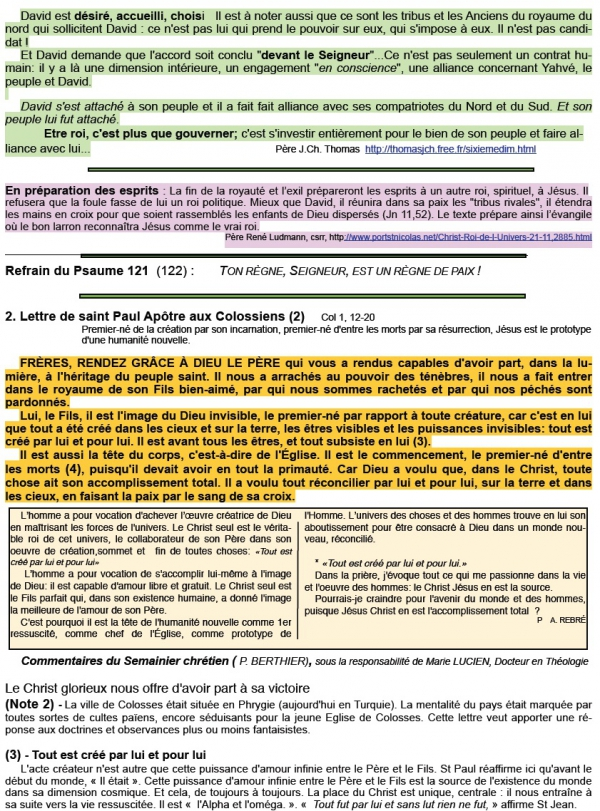 David est désiré, accueilli, choisi   Il est à noter aussi que ce sont les tribus et les Anciens du royaume du
nord qui sollicitent David : ce n'est pas lui qui prend le pouvoir sur eux, qui s'impose à eux. Il n'est pas candi-
dat !
Et David demande que l'accord soit conclu "devant le Seigneur"...Ce n'est pas seulement un contrat hu-
main: il y a là une dimension intérieure, un engagement "en conscience", une alliance concernant Yahvé, le
peuple et David.
David s'est attaché à son peuple et il a fait fait alliance avec ses compatriotes du Nord et du Sud. Et son
peuple lui fut attaché.
Etre roi, c'est plus que gouverner; c'est s'investir entièrement pour le bien de son peuple et faire al-
liance avec lui... Père J.Ch. Thomas http://thomasjch.free.fr/sixiemedim.html
En préparation des esprits : La fin de la royauté et l'exil prépareront les esprits à un autre roi, spirituel, à Jésus. Il
refusera que la foule fasse de lui un roi politique. Mieux que David, il réunira dans sa paix les "tribus rivales", il étendra
les mains en croix pour que soient rassemblés les enfants de Dieu dispersés (Jn 11,52). Le texte prépare ainsi l'évangile
où le bon larron reconnaîtra Jésus comme le vrai roi.
Père René Ludmann, csrr, http://www.portstnicolas.net/Christ-Roi-de-l-Univers-21-11,2885.html
Refrain du Psaume 121 (122) : TON RÈGNE, SEIGNEUR, EST UN RÈGNE DE PAIX !
2. Lettre de saint Paul Apôtre aux Colossiens (2) Col 1, 12-20
Premier-né de la création par son incarnation, premier-né d'entre les morts par sa résurrection, Jésus est le prototype
d'une humanité nouvelle.
FRÈRES, RENDEZ GRÂCE À DIEU LE PÈRE qui vous a rendus capables d'avoir part, dans la lu-
mière, à l'héritage du peuple saint. Il nous a arrachés au pouvoir des ténèbres, il nous a fait entrer
dans le royaume de son Fils bien-aimé, par qui nous sommes rachetés et par qui nos péchés sont
pardonnés.
Lui, le Fils, il est l'image du Dieu invisible, le premier-né par rapport à toute créature, car c'est en lui
que tout a été créé dans les cieux et sur la terre, les êtres visibles et les puissances invisibles: tout est
créé par lui et pour lui. Il est avant tous les êtres, et tout subsiste en lui (3).
Il est aussi la tête du corps, c'est-à-dire de l'Église. Il est le commencement, le premier-né d'entre
les morts (4), puisqu'il devait avoir en tout la primauté. Car Dieu a voulu que, dans le Christ, toute
chose ait son accomplissement total. Il a voulu tout réconcilier par lui et pour lui, sur la terre et dans
les cieux, en faisant la paix par le sang de sa croix.
L'homme a pour vocation d'achever l'œuvre créatrice de Dieu
en maîtrisant les forces de l'univers. Le Christ seul est le vérita-
ble roi de cet univers, le collaborateur de son Père dans son
oeuvre de création,sommet et fin de toutes choses: «Tout est
créé par lui et pour lui»
L'homme a pour vocation de s'accomplir lui-même à l'image
de Dieu: il est capable d'amour libre et gratuit. Le Christ seul est
le Fils parfait qui, dans son existence humaine, a donné l'image
la meilleure de l'amour de son Père.
C'est pourquoi il est la tête de l'humanité nouvelle comme 1er
ressuscité, comme chef de l'Église, comme prototype de
l'Homme. L'univers des choses et des hommes trouve en lui son
aboutissement pour être consacré à Dieu dans un monde nou-
veau, réconcilié.
* «Tout est créé par lui et pour lui.»
Dans la prière, j'évoque tout ce qui me passionne dans la vie
et l'oeuvre des hommes: le Christ Jésus en est la source.
Pourrais-je craindre pour l'avenir du monde et des hommes,
puisque Jésus Christ en est l'accomplissement total ?
P A. REBRÉ
Commentaires du Semainier chrétien ( P. BERTHIER), sous la responsabilité de Marie LUCIEN, Docteur en Théologie
Le Christ glorieux nous offre d'avoir part à sa victoire
(Note 2) - La ville de Colosses était située en Phrygie (aujourd'hui en Turquie). La mentalité du pays était marquée par
toutes sortes de cultes païens, encore séduisants pour la jeune Eglise de Colosses. Cette lettre veut apporter une ré-
ponse aux doctrines et observances plus ou moins fantaisistes.
(3) - Tout est créé par lui et pour lui
L'acte créateur n'est autre que cette puissance d'amour infinie entre le Père et le Fils. St Paul réaffirme ici qu'avant le
début du monde, « Il était ». Cette puissance d'amour infinie entre le Père et le Fils est la source de l'existence du monde
dans sa dimension cosmique. Et cela, de toujours à toujours. La place du Christ est unique, centrale : il nous entraîne à
sa suite vers la vie ressuscitée. Il est « l'Alpha et l'oméga. ». « Tout fut par lui et sans lut rien ne fut, » affirme St Jean.